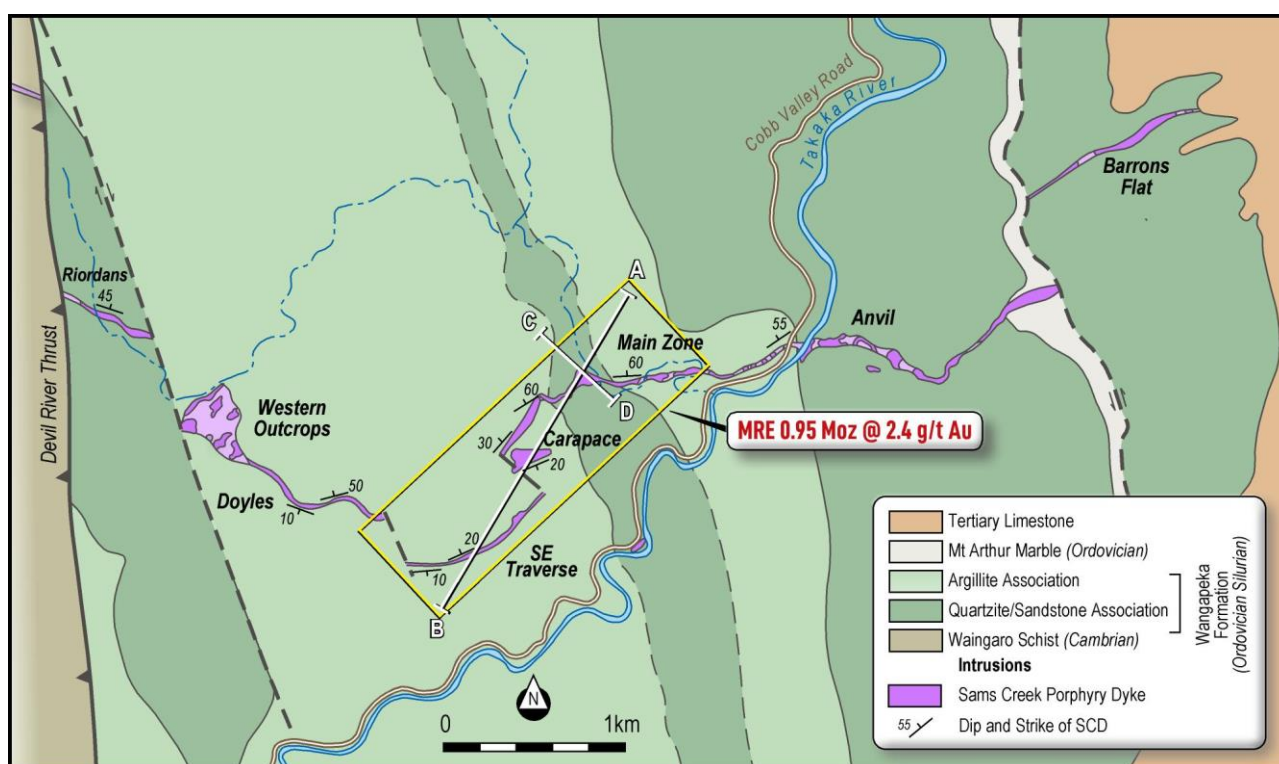 Cobb Valley Road
Takaka River
Barrons
Flat
A
Riordans
45
C
Main Zone
60
55
Anvil
D
60
Devil River Thrust
Western
Outcrops
MRE 0.95 Moz @ 2.4 g/t Au
Carapace
30
20
50
Doyles
10
20
SE
Traverse
10
B
N
0
1km
Tertiary Limestone
Mt Arthur Marble (Ordovician)
Argillite Association
Quartzite/Sandstone Association
Waingaro Schist (Cambrian)
Wangapeka
Formation
(Ordovician Silurian)
Intrusions
Sams Creek Porphyry Dyke
55
Dip and Strike of SCD